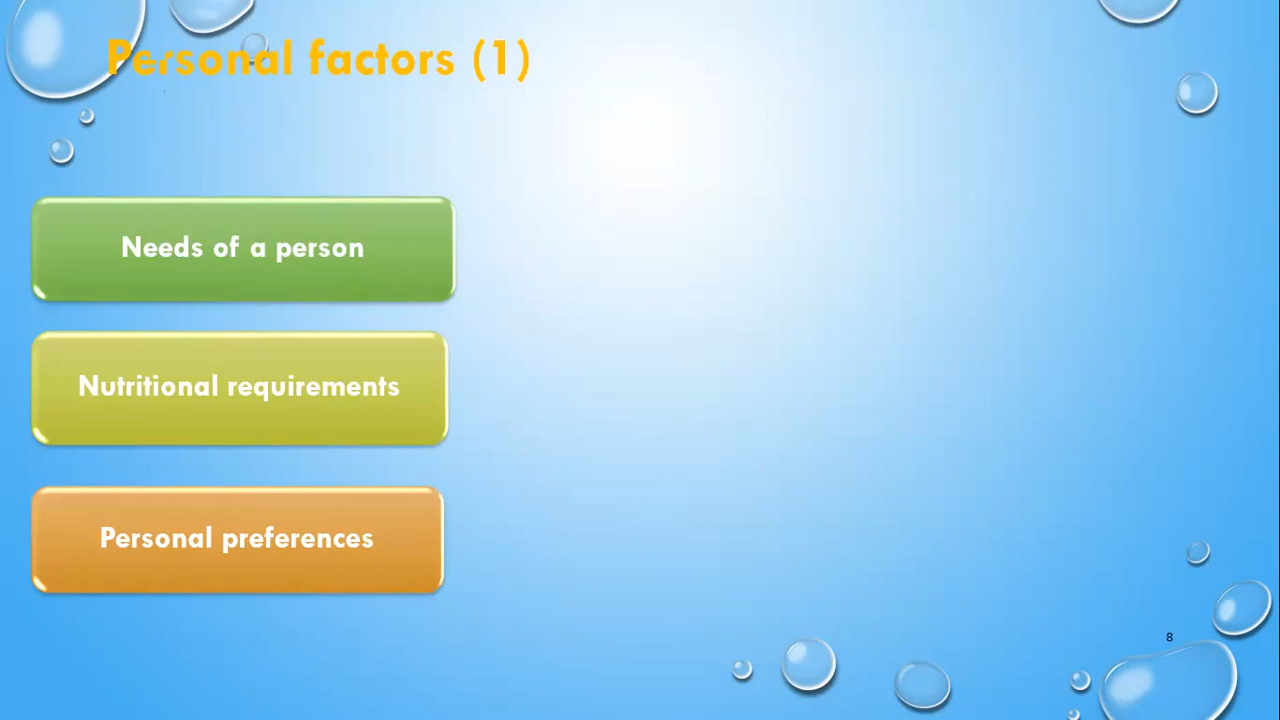 Personal factors (1)
Needs of a person
Nutritional requirements
Personal preferences
8